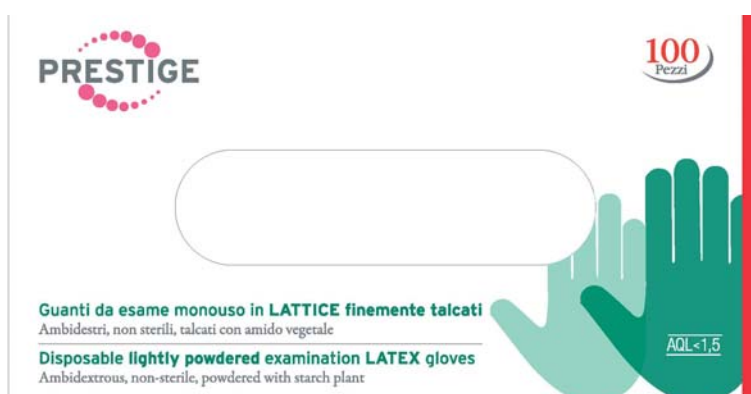 PRESTIGE
100
Pezzi
Guanti da esame monouso in LATTICE finemente talcati
Ambidestri, non sterili, talcati con amido vegetale
Disposable lightly powdered examination LATEX gloves
Ambidextrous, non-sterile, powdered with starch plant
AQL<1,5